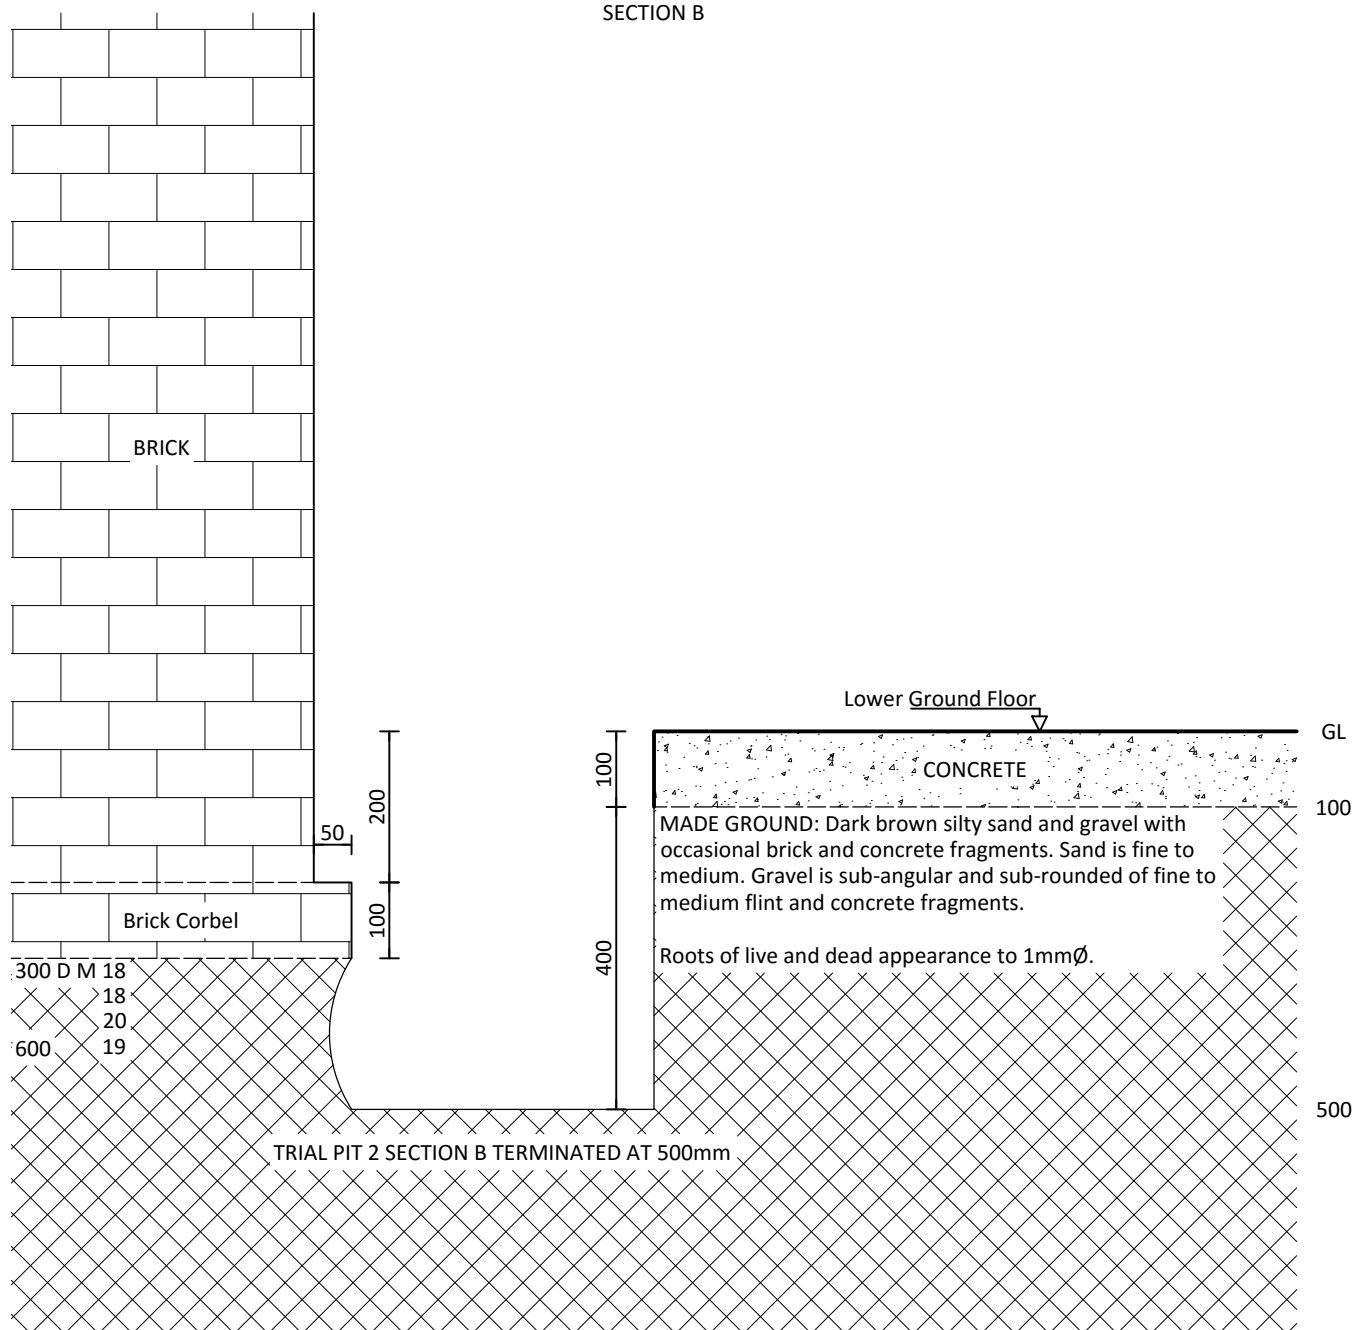 SECTION B
BRICK
Lower Ground Floor
GL
100
CONCRETE
200
100
50
MADE GROUND: Dark brown silty sand and gravel with
occasional brick and concrete fragments. Sand is fine to
medium. Gravel is sub-angular and sub-rounded of fine to
medium flint and concrete fragments.
Roots of live and dead appearance to 1mmØ.
Brick Corbel
100
400
300 D M 18
18
20
600 19
500
TRIAL PIT 2 SECTION B TERMINATED AT 500mm